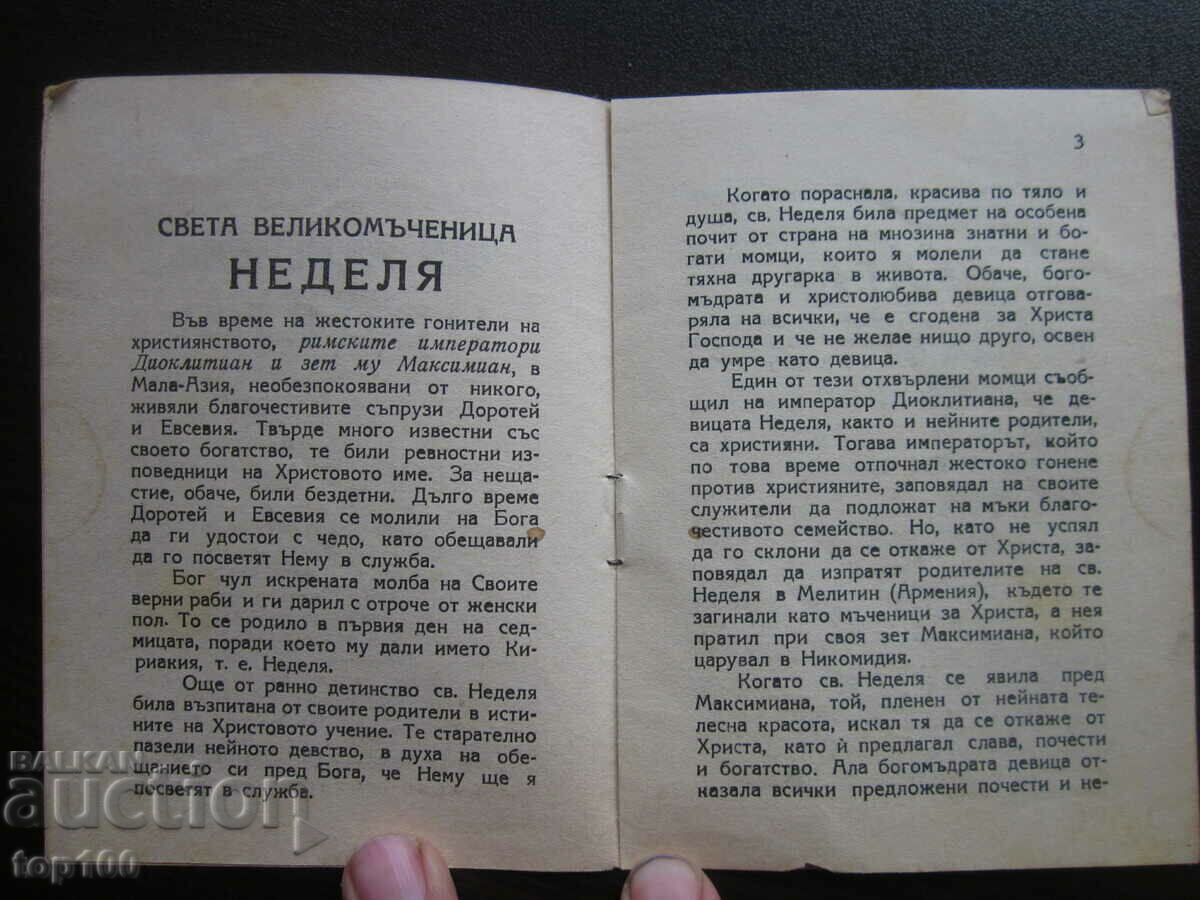 СВЕТА ВЕЛИКОМЪЧЕНИЦА
НЕДЕЛЯ
Във време на жестоките гонители на
християнството, римските императори
Диоклитиан и зет му Максимиан, в
Мала-Азия, необезпокоявани от никого,
живяли благочестивите съпрузи Доротей
и Евсевия. Твърде много известни със
своето богатство, те били ревностни из-
поведници на Христовото име. За неща-
стие, обаче, били бездетни. Дълго време
Доротей и Евсевия се молили на Бога
да ги удостои с чедо, като обещавали
да го посветят Нему в служба.
Бог чул искрената молба на Своите
верни раби и ги дарил с отроче от женски
пол. То се родило в първия ден на сед-
мицата, поради което му дали името Ки-
риакия, т. е. Неделя.
Още от ранно детинство св. Неделя
била възпитана от своите родители в исти-
ните на Христовото учение. Те старателно
пазели нейното девство, в духа на обе-
щанието си пред Бога, че Нему ще я
посветят в служба.
3
Когато пораснала, красива по тяло и
душа, св. Неделя била предмет на особена
почит от страна на мнозина знатни и бо-
гати момци, които я молели да стане
тяхна другарка в живота. Обаче, бого-
мъдрата и христолюбива девица отгова-
ряла на всички, че е сгодена за Христа
Господа и че не желае нищо друго, освен
да умре като девица.
Един от тези отхвърлени момци съоб-
щил на император Диоклитиана, че де-
вицата Неделя, както и нейните родители,
са християни. Тогава императорът, който
по това време отпочнал жестоко гонене
против християните, заповядал на своите
служители да подложат на мъки благо-
честивото семейство. Но, като не успял
да го склони да се откаже от Христа, за-
повядал да изпратят родителите на св.
Неделя в Мелитин (Армения), където те
загинали като мъченици за Христа, а нея
пратил при своя зет Максимиана, който
царувал в Никомидия.
Когато св. Неделя се явила пред
Максимиана, той, пленен от нейната те-
лесна красота, искал тя да се откаже от
Христа, като ѝ предлагал слава, почести
и богатство. Ала богомъдрата девица от-
казала всички предложени почести и не-
BALKAN
auction
top100